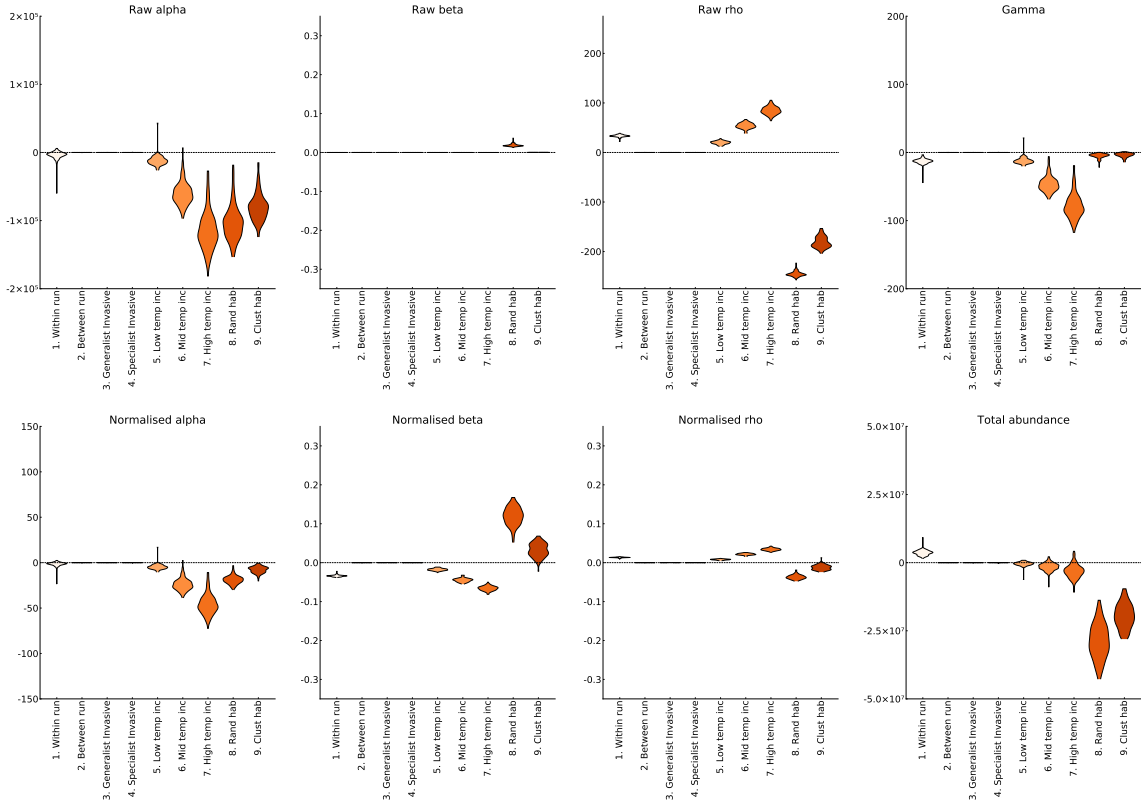 Raw alpha
2×10⁵
1×10⁵
0
-1×10⁵
-2×10⁵
1. Within run
2. Between run
3. Generalist Invasive
4. Specialist Invasive
5. Low temp inc
6. Mid temp inc
7. High temp inc
8. Rand hab
9. Clust hab
Raw beta
0.3
0.2
0.1
0.0
-0.1
-0.2
-0.3
1. Within run
2. Between run
3. Generalist Invasive
4. Specialist Invasive
5. Low temp inc
6. Mid temp inc
7. High temp inc
8. Rand hab
9. Clust hab
Raw rho
200
100
0
-100
-200
1. Within run
2. Between run
3. Generalist Invasive
4. Specialist Invasive
5. Low temp inc
6. Mid temp inc
7. High temp inc
8. Rand hab
9. Clust hab
Gamma
200
100
0
-100
-200
1. Within run
2. Between run
3. Generalist Invasive
4. Specialist Invasive
5. Low temp inc
6. Mid temp inc
7. High temp inc
8. Rand hab
9. Clust hab
Normalised alpha
150
100
50
0
-50
-100
-150
1. Within run
2. Between run
3. Generalist Invasive
4. Specialist Invasive
5. Low temp inc
6. Mid temp inc
7. High temp inc
8. Rand hab
9. Clust hab
Normalised beta
0.3
0.2
0.1
0.0
-0.1
-0.2
-0.3
1. Within run
2. Between run
3. Generalist Invasive
4. Specialist Invasive
5. Low temp inc
6. Mid temp inc
7. High temp inc
8. Rand hab
9. Clust hab
Normalised rho
0.3
0.2
0.1
0.0
-0.1
-0.2
-0.3
1. Within run
2. Between run
3. Generalist Invasive
4. Specialist Invasive
5. Low temp inc
6. Mid temp inc
7. High temp inc
8. Rand hab
9. Clust hab
Total abundance
5.0×10⁷
2.5×10⁷
0
-2.5×10⁷
-5.0×10⁷
1. Within run
2. Between run
3. Generalist Invasive
4. Specialist Invasive
5. Low temp inc
6. Mid temp inc
7. High temp inc
8. Rand hab
9. Clust hab